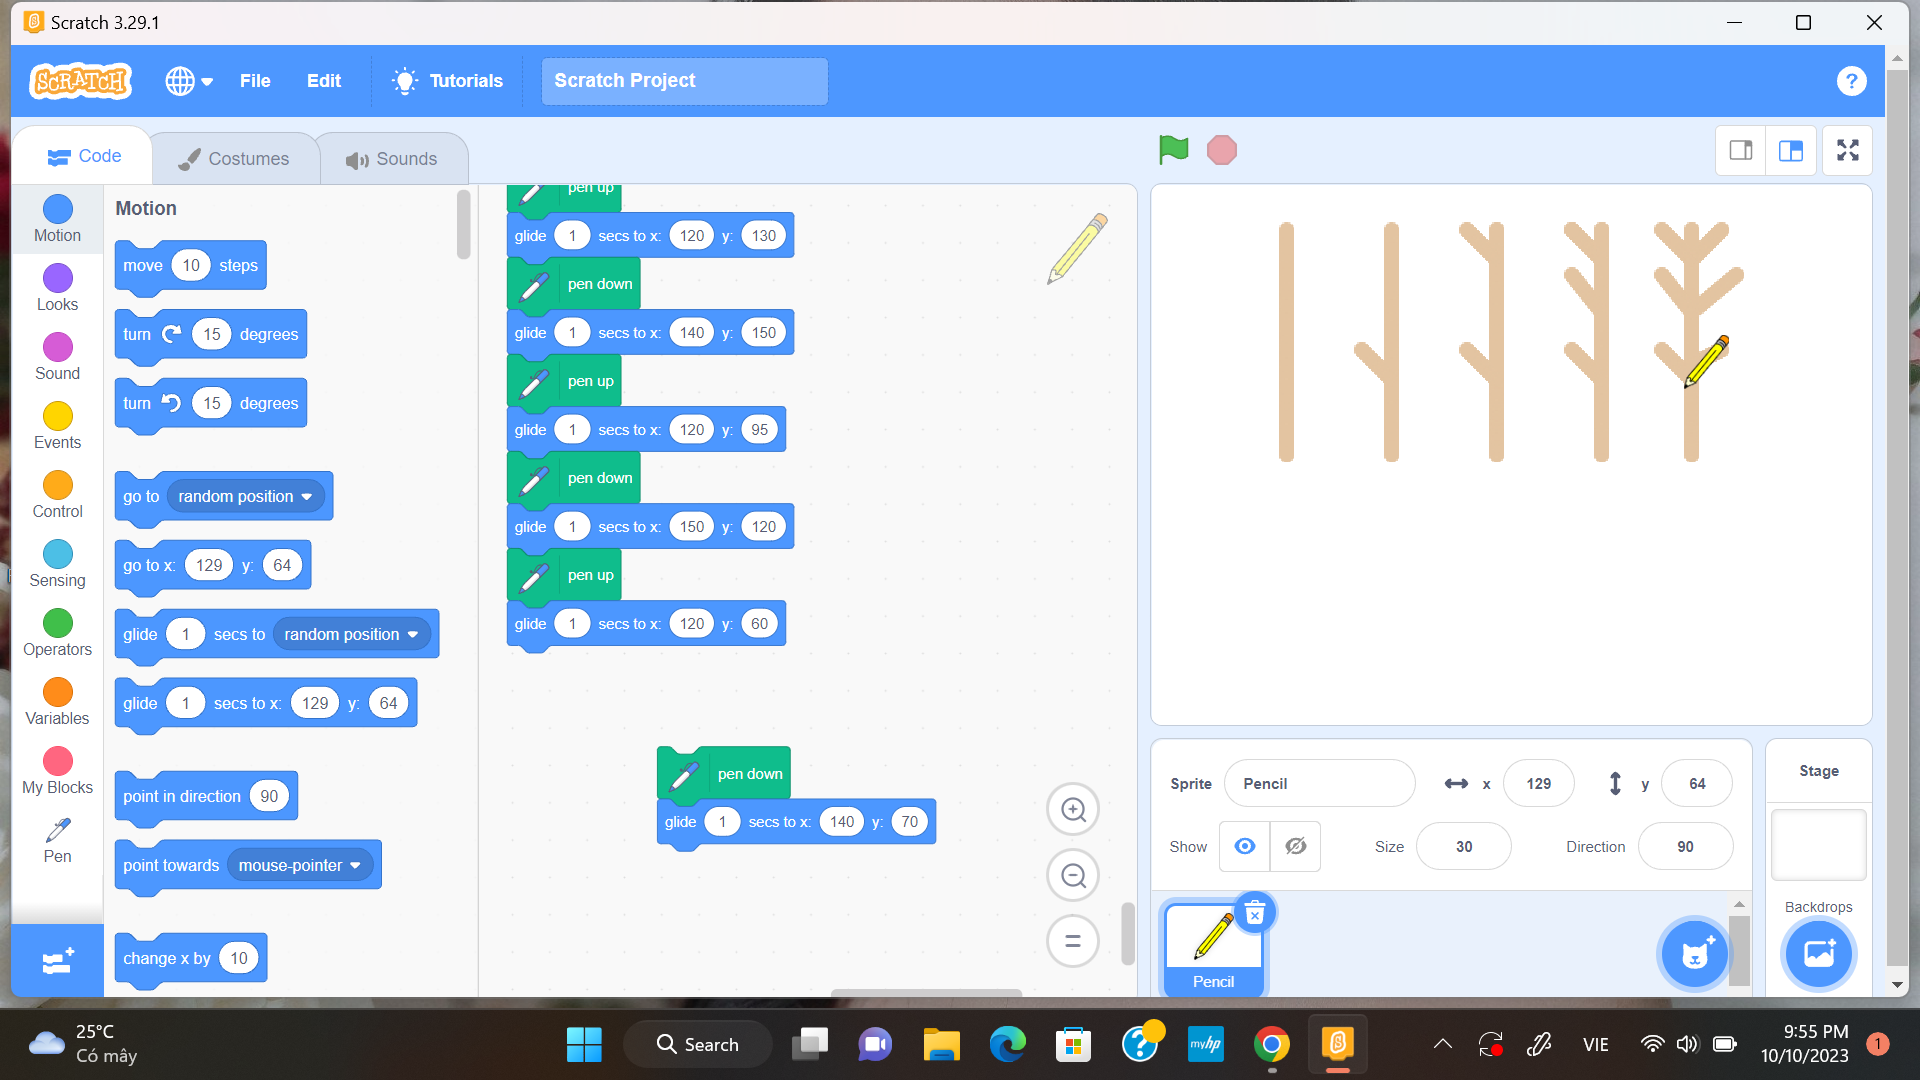 Scratch 3.29.1
SCRATCH
File
Edit
Tutorials
Scratch Project
?
Code
Costumes
Sounds
Motion
Looks
Sound
Events
Control
Sensing
Operators
Variables
My Blocks
Pen
Motion
move 10 steps
turn 15 degrees
turn 15 degrees
go to random position
go to x: 129 y: 64
glide 1 secs to random position
glide 1 secs to x: 129 y: 64
point in direction 90
point towards mouse-pointer
change x by 10
pen up
glide 1 secs to x: 120 y: 130
pen down
glide 1 secs to x: 140 y: 150
pen up
glide 1 secs to x: 120 y: 95
pen down
glide 1 secs to x: 150 y: 120
pen up
glide 1 secs to x: 120 y: 60
pen down
glide 1 secs to x: 140 y: 70
Sprite Pencil x 129 y 64
Show Size 30 Direction 90
Pencil
Stage
Backdrops
25°C
Có mây
Search
myhp
VIE
9:55 PM
10/10/2023
1